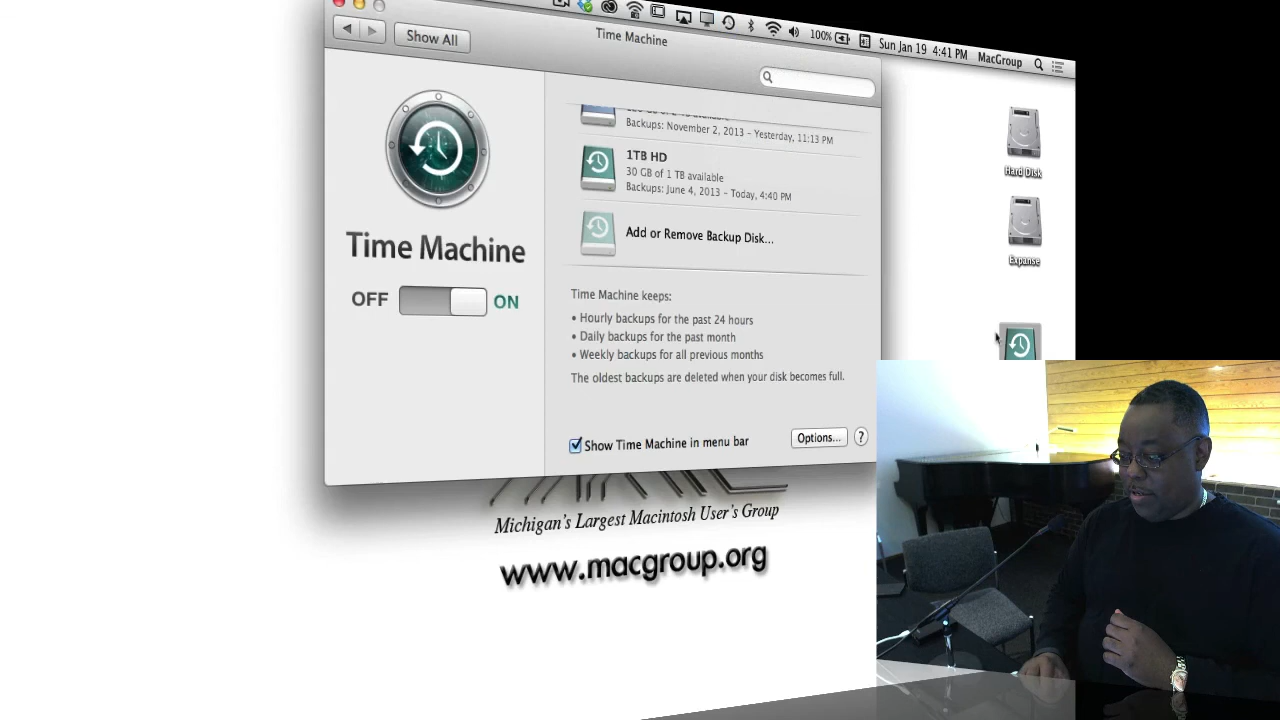 Show All
Time Machine
100%
Sun Jan 19 4:41 PM MacGroup
Backups: November 2, 2013 – Yesterday, 11:13 PM
1TB HD
30 GB of 1 TB available
Backups: June 4, 2013 – Today, 4:40 PM
Add or Remove Backup Disk...
Time Machine
OFF ON
Time Machine keeps:
• Hourly backups for the past 24 hours
• Daily backups for the past month
• Weekly backups for all previous months
The oldest backups are deleted when your disk becomes full.
Show Time Machine in menu bar
Options... ?
Hard Disk
Expanse
Michigan's Largest Macintosh User's Group
www.macgroup.org